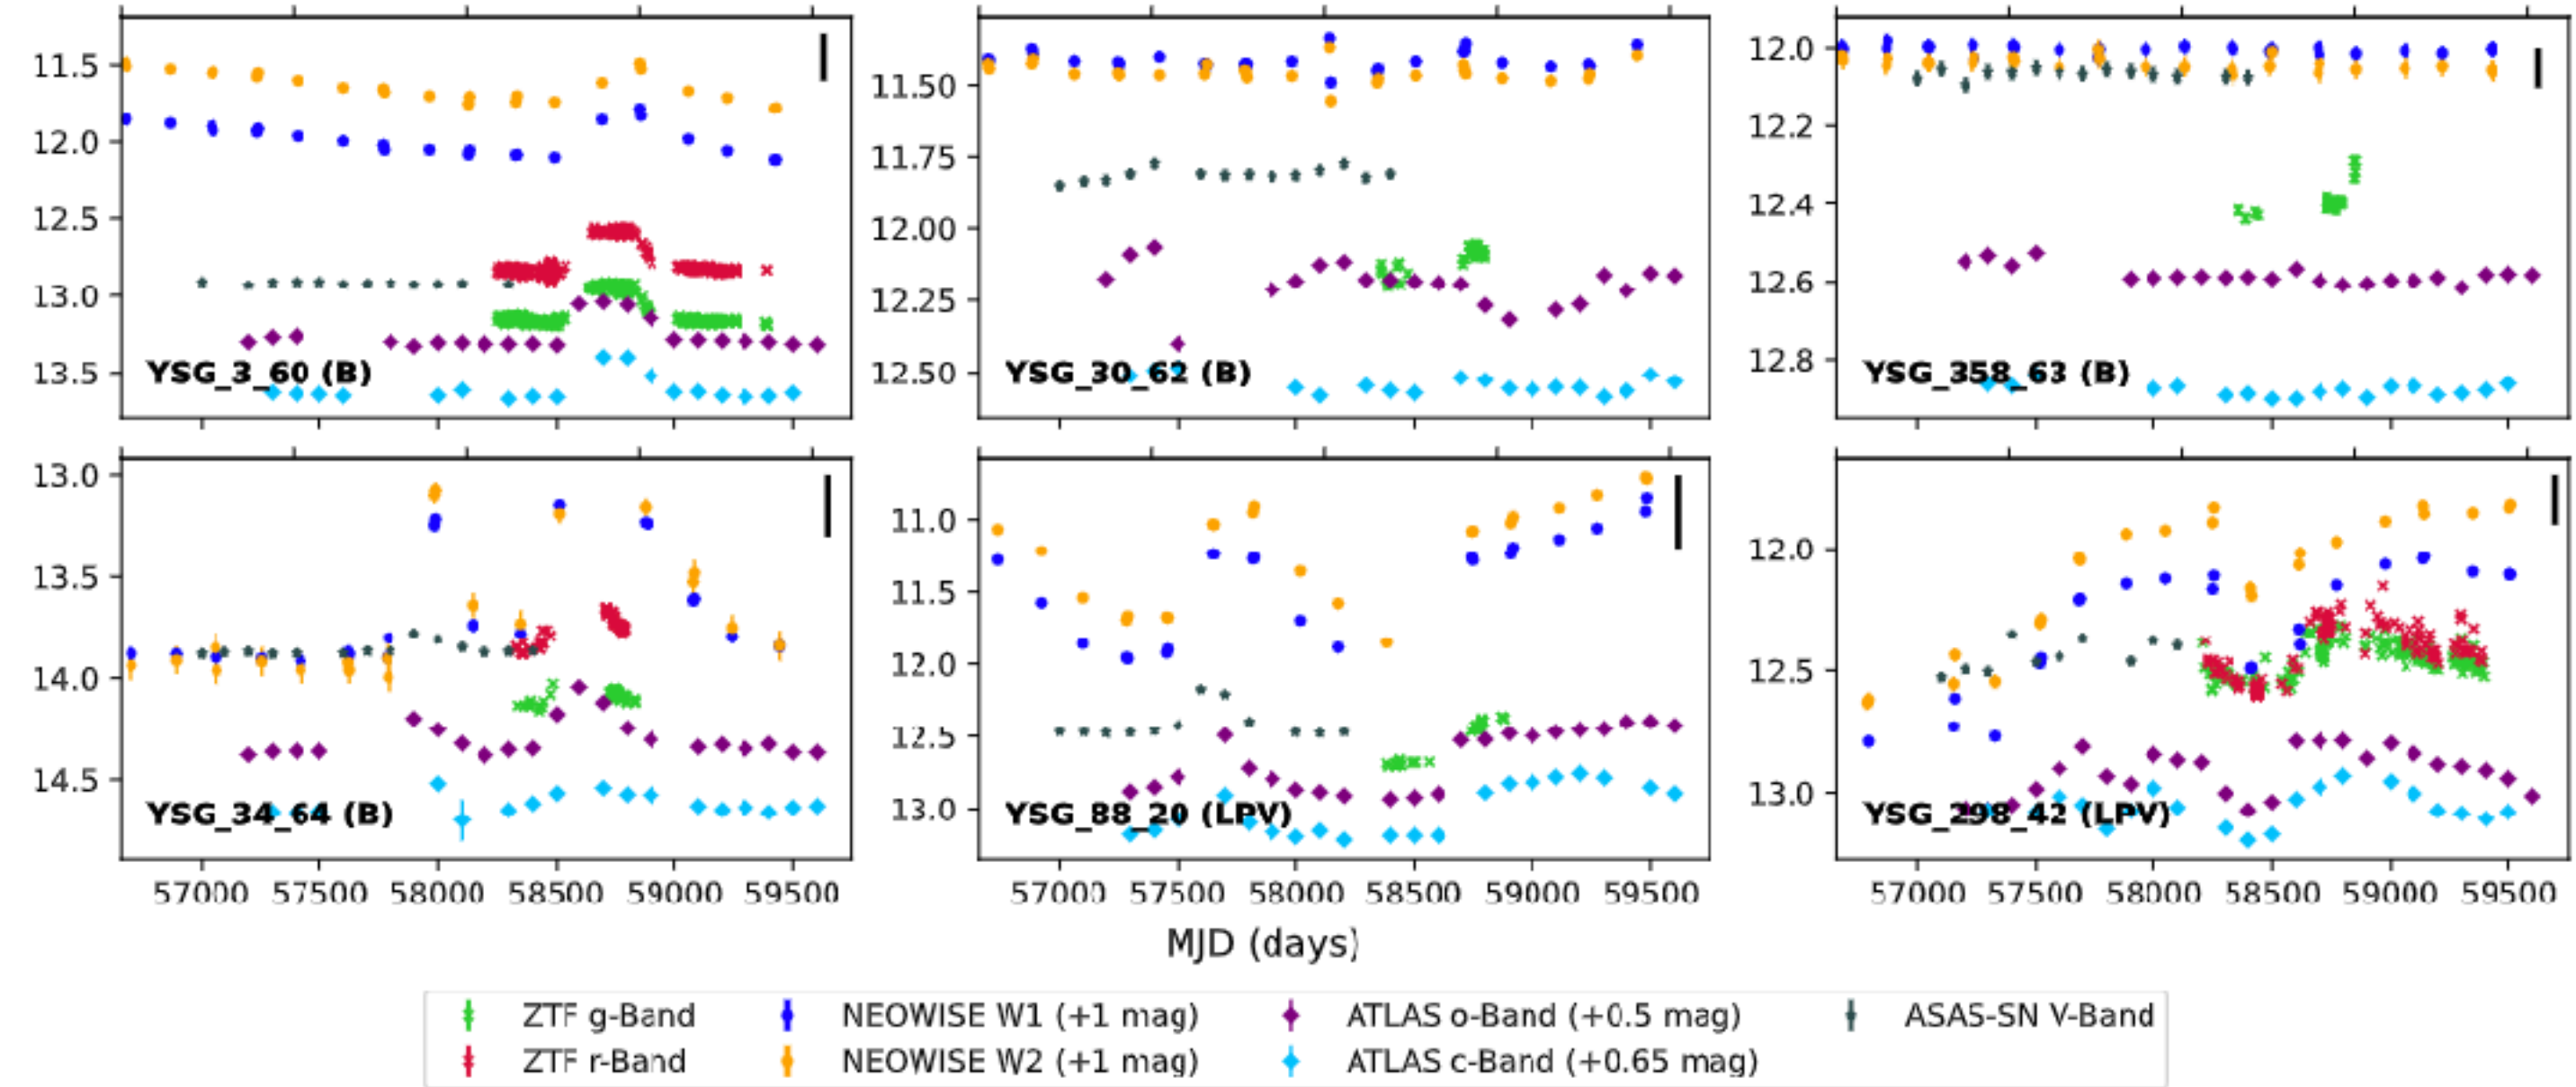 11.5
12.0
12.5
13.0
13.5
YSG_3_60 (B)
11.50
11.75
12.00
12.25
12.50
YSG_30_62 (B)
12.0
12.2
12.4
12.6
12.8
YSG_358_63 (B)
13.0
13.5
14.0
14.5
YSG_34_64 (B)
11.0
11.5
12.0
12.5
13.0
YSG_88_20 (LPV)
12.0
12.5
13.0
YSG_298_42 (LPV)
57000 57500 58000 58500 59000 59500
57000 57500 58000 58500 59000 59500
57000 57500 58000 58500 59000 59500
MJD (days)
ZTF g-Band
ZTF r-Band
NEOWISE W1 (+1 mag)
NEOWISE W2 (+1 mag)
ATLAS o-Band (+0.5 mag)
ATLAS c-Band (+0.65 mag)
ASAS-SN V-Band